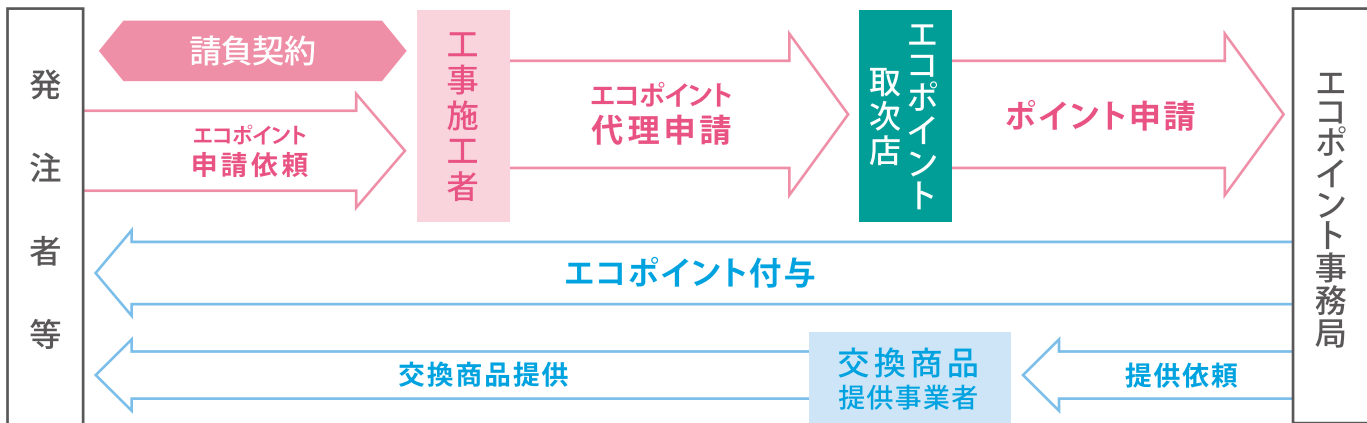 発注者等
請負契約
エコポイント
申請依頼
工事施工者
エコポイント
代理申請
エコポイント
取次店
ポイント申請
エコポイント事務局
エコポイント付与
交換商品提供
交換商品
提供事業者
提供依頼